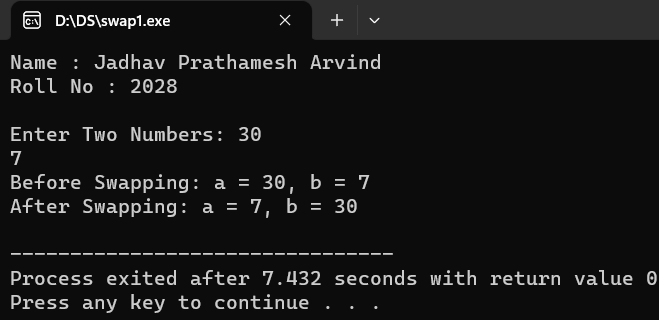 D:\DS\swap1.exe
Name : Jadhav Prathamesh Arvind
Roll No : 2028
Enter Two Numbers: 30
7
Before Swapping: a = 30, b = 7
After Swapping: a = 7, b = 30
--------------------------------
Process exited after 7.432 seconds with return value 0
Press any key to continue . . .